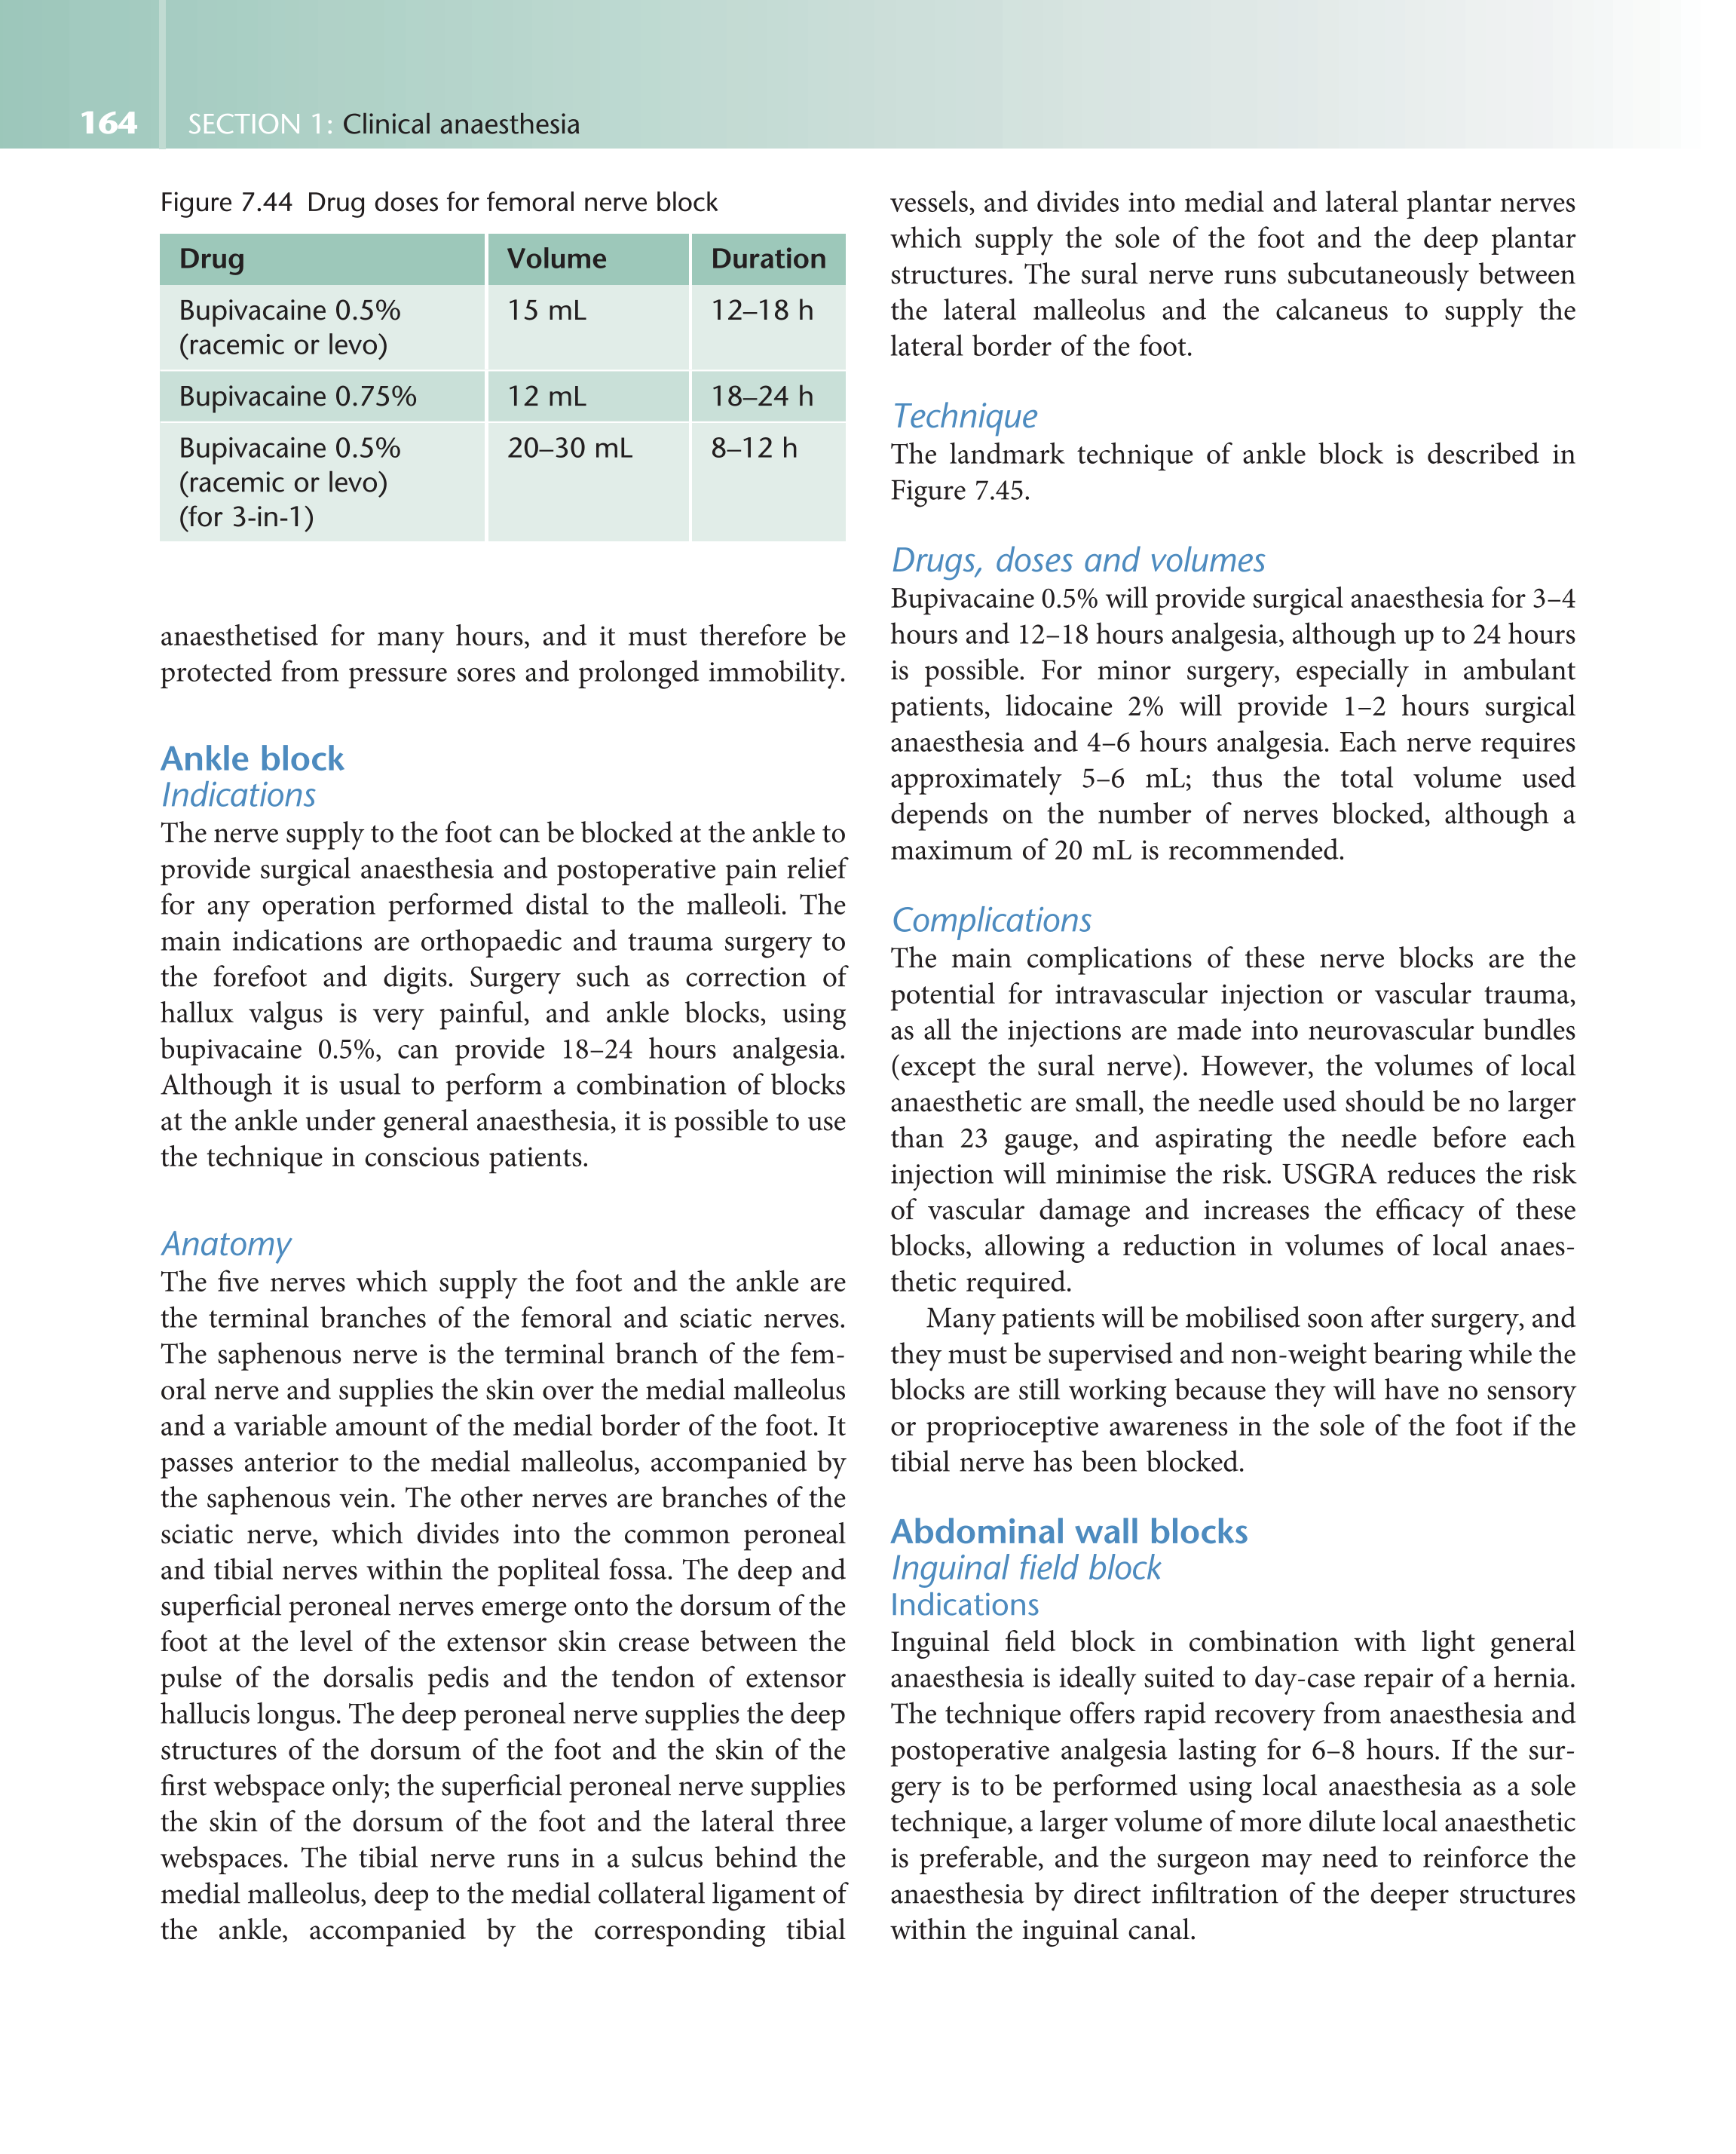 164 SECTION 1: Clinical anaesthesia
Figure 7.44 Drug doses for femoral nerve block
Drug Volume Duration
Bupivacaine 0.5% 15 mL 12–18 h
(racemic or levo)
Bupivacaine 0.75% 12 mL 18–24 h
Bupivacaine 0.5% 20–30 mL 8–12 h
(racemic or levo)
(for 3-in-1)
anaesthetised for many hours, and it must therefore be
protected from pressure sores and prolonged immobility.
Ankle block
Indications
The nerve supply to the foot can be blocked at the ankle to
provide surgical anaesthesia and postoperative pain relief
for any operation performed distal to the malleoli. The
main indications are orthopaedic and trauma surgery to
the forefoot and digits. Surgery such as correction of
hallux valgus is very painful, and ankle blocks, using
bupivacaine 0.5%, can provide 18–24 hours analgesia.
Although it is usual to perform a combination of blocks
at the ankle under general anaesthesia, it is possible to use
the technique in conscious patients.
Anatomy
The five nerves which supply the foot and the ankle are
the terminal branches of the femoral and sciatic nerves.
The saphenous nerve is the terminal branch of the fem-
oral nerve and supplies the skin over the medial malleolus
and a variable amount of the medial border of the foot. It
passes anterior to the medial malleolus, accompanied by
the saphenous vein. The other nerves are branches of the
sciatic nerve, which divides into the common peroneal
and tibial nerves within the popliteal fossa. The deep and
superficial peroneal nerves emerge onto the dorsum of the
foot at the level of the extensor skin crease between the
pulse of the dorsalis pedis and the tendon of extensor
hallucis longus. The deep peroneal nerve supplies the deep
structures of the dorsum of the foot and the skin of the
first webspace only; the superficial peroneal nerve supplies
the skin of the dorsum of the foot and the lateral three
webspaces. The tibial nerve runs in a sulcus behind the
medial malleolus, deep to the medial collateral ligament of
the ankle, accompanied by the corresponding tibial
vessels, and divides into medial and lateral plantar nerves
which supply the sole of the foot and the deep plantar
structures. The sural nerve runs subcutaneously between
the lateral malleolus and the calcaneus to supply the
lateral border of the foot.
Technique
The landmark technique of ankle block is described in
Figure 7.45.
Drugs, doses and volumes
Bupivacaine 0.5% will provide surgical anaesthesia for 3–4
hours and 12–18 hours analgesia, although up to 24 hours
is possible. For minor surgery, especially in ambulant
patients, lidocaine 2% will provide 1–2 hours surgical
anaesthesia and 4–6 hours analgesia. Each nerve requires
approximately 5–6 mL; thus the total volume used
depends on the number of nerves blocked, although a
maximum of 20 mL is recommended.
Complications
The main complications of these nerve blocks are the
potential for intravascular injection or vascular trauma,
as all the injections are made into neurovascular bundles
(except the sural nerve). However, the volumes of local
anaesthetic are small, the needle used should be no larger
than 23 gauge, and aspirating the needle before each
injection will minimise the risk. USGRA reduces the risk
of vascular damage and increases the efficacy of these
blocks, allowing a reduction in volumes of local anaes-
thetic required.
Many patients will be mobilised soon after surgery, and
they must be supervised and non-weight bearing while the
blocks are still working because they will have no sensory
or proprioceptive awareness in the sole of the foot if the
tibial nerve has been blocked.
Abdominal wall blocks
Inguinal field block
Indications
Inguinal field block in combination with light general
anaesthesia is ideally suited to day-case repair of a hernia.
The technique offers rapid recovery from anaesthesia and
postoperative analgesia lasting for 6–8 hours. If the sur-
gery is to be performed using local anaesthesia as a sole
technique, a larger volume of more dilute local anaesthetic
is preferable, and the surgeon may need to reinforce the
anaesthesia by direct infiltration of the deeper structures
within the inguinal canal.